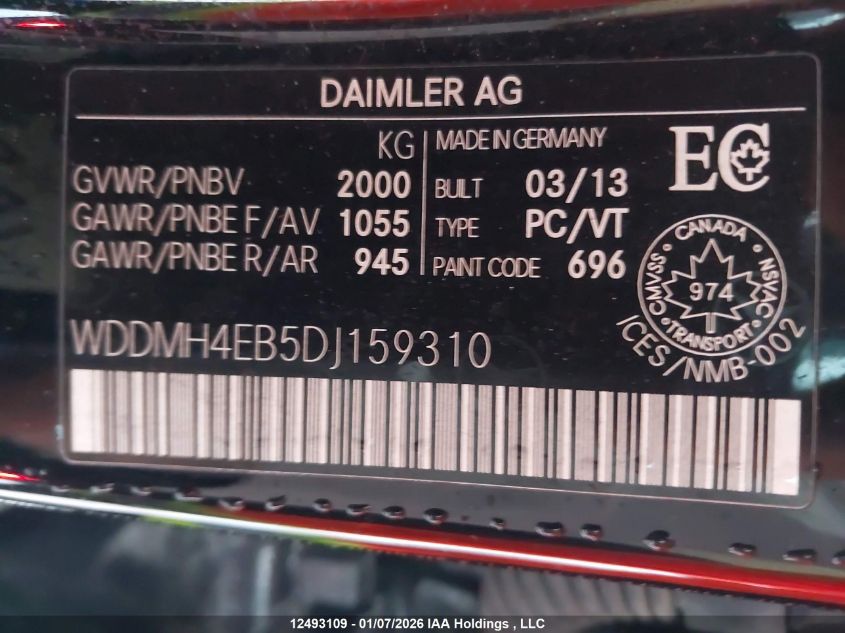 DAIMLER AG
KG
MADE IN GERMANY
GVWR/PNBV 2000
BUILT 03/13
GAWR/PNBE F/AV 1055
TYPE PC/VT
GAWR/PNBE R/AR 945
PAINT CODE 696
EC
CANADA
CMVSS 974 NSVAC
TRANSPORT
ICES/NMB-002
WDDMH4EB5DJ159310
12493109 - 01/07/2026 IAA Holdings , LLC